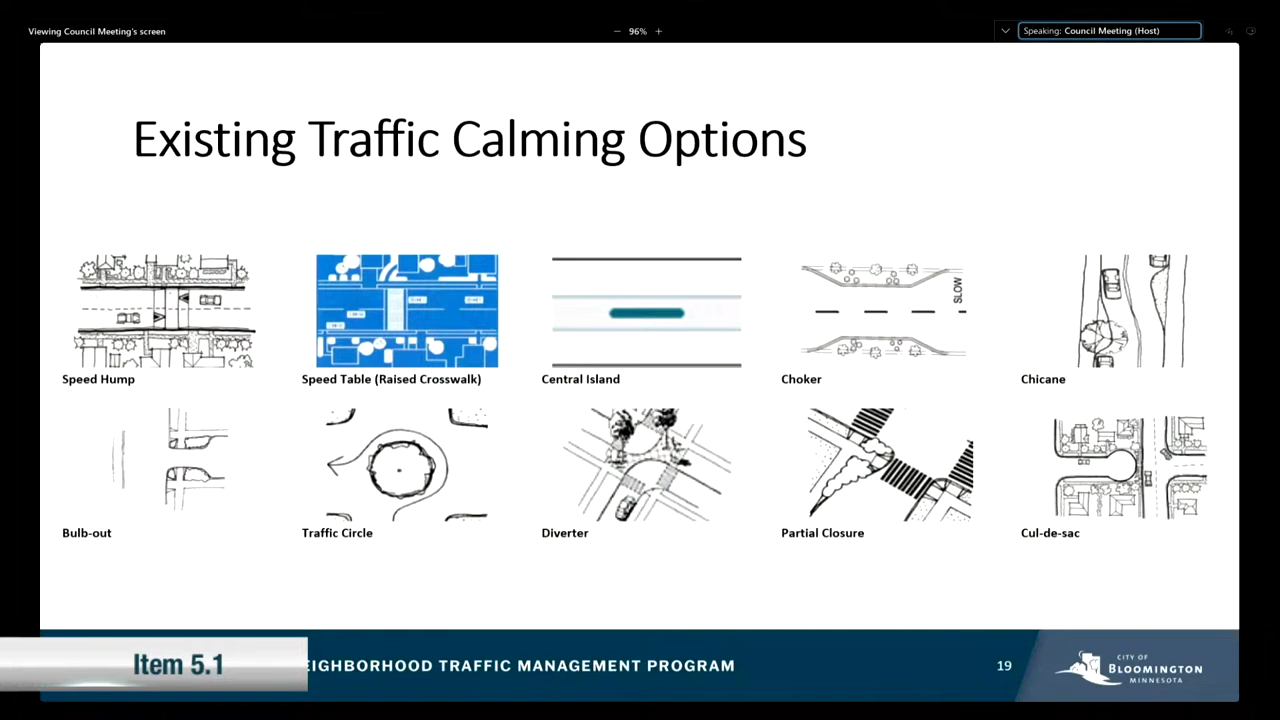 Viewing Council Meeting's screen
− 96% +
Speaking: Council Meeting (Host)
Existing Traffic Calming Options
SLOW
Speed Hump
Speed Table (Raised Crosswalk)
Central Island
Choker
Chicane
Bulb-out
Traffic Circle
Diverter
Partial Closure
Cul-de-sac
Item 5.1
EIGHBORHOOD TRAFFIC MANAGEMENT PROGRAM
19
CITY OF
BLOOMINGTON
MINNESOTA